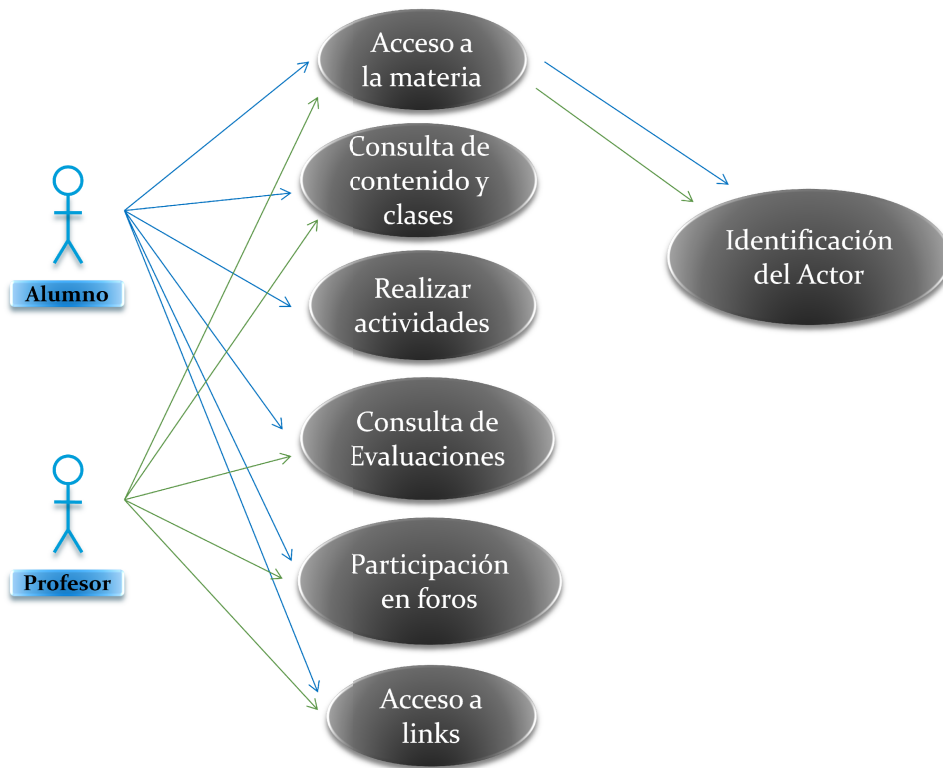 Acceso a
la materia
Consulta de
contenido y
clases
Identificación
del Actor
Alumno
Realizar
actividades
Consulta de
Evaluaciones
Profesor
Participación
en foros
Acceso a
links